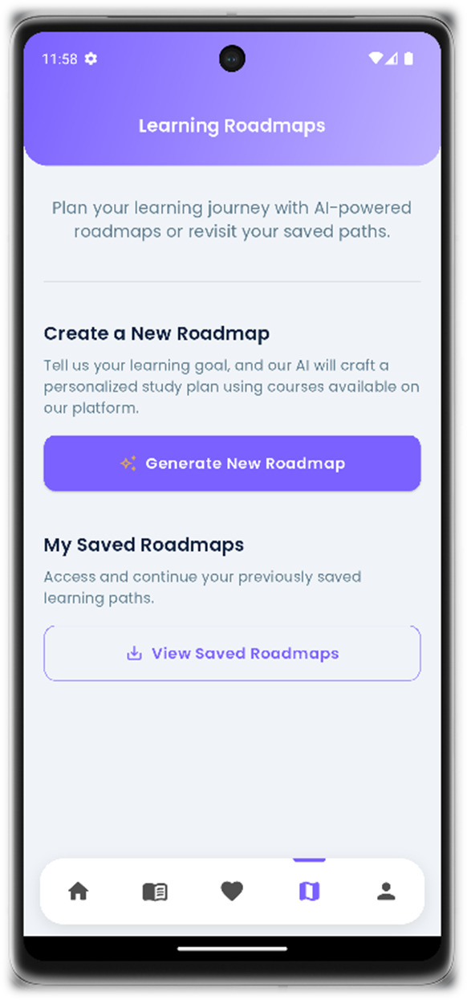 11:58
Learning Roadmaps
Plan your learning journey with AI-powered
roadmaps or revisit your saved paths.
Create a New Roadmap
Tell us your learning goal, and our AI will craft a
personalized study plan using courses available on
our platform.
Generate New Roadmap
My Saved Roadmaps
Access and continue your previously saved
learning paths.
View Saved Roadmaps